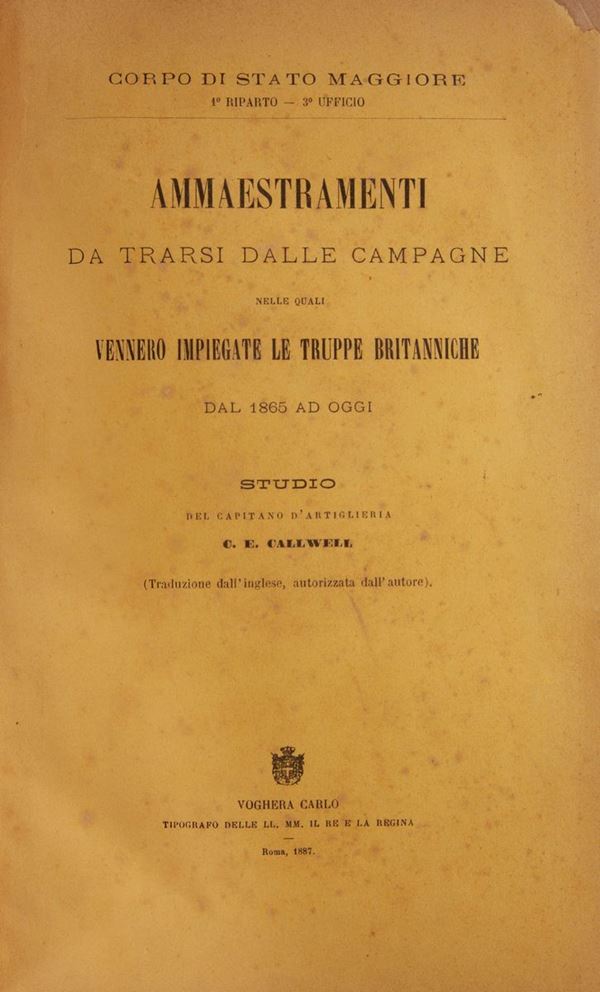 CORPO DI STATO MAGGIORE
1º RIPARTO — 3º UFFICIO
AMMAESTRAMENTI
DA TRARSI DALLE CAMPAGNE
NELLE QUALI
VENNERO IMPIEGATE LE TRUPPE BRITANNICHE
DAL 1865 AD OGGI
STUDIO
DEL CAPITANO D'ARTIGLIERIA
C. E. CALLWELL
(Traduzione dall'inglese, autorizzata dall'autore).
VOGHERA CARLO
TIPOGRAFO DELLE LL. MM. IL RE E LA REGINA
Roma, 1887.